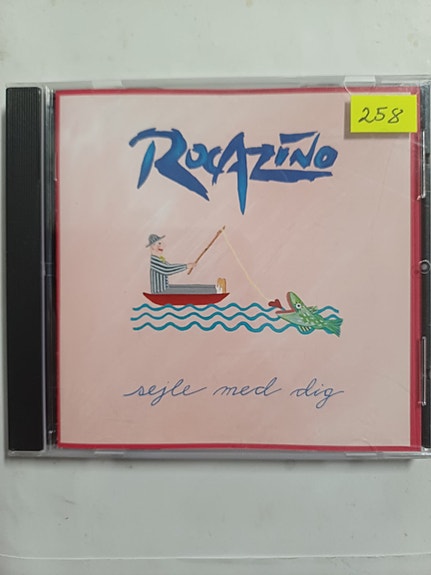 258
ROCAZINO
sejle med dig